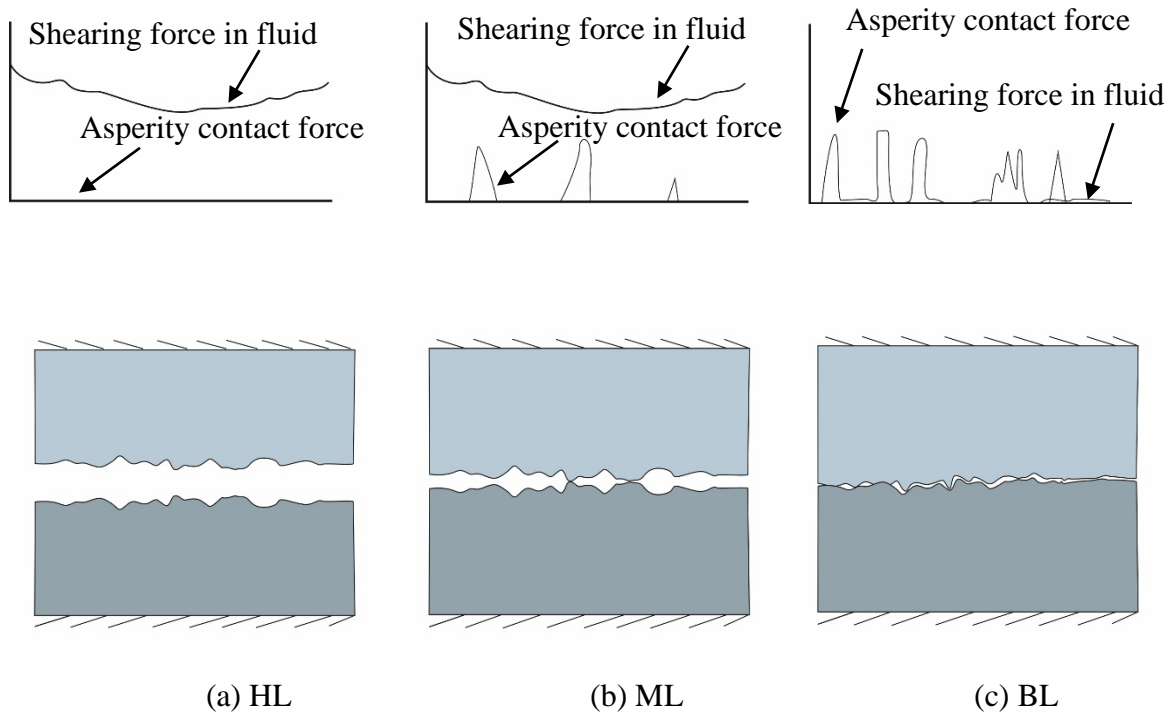 Shearing force in fluid
Asperity contact force
Shearing force in fluid
Asperity contact force
Asperity contact force
Shearing force in fluid
(a) HL
(b) ML
(c) BL